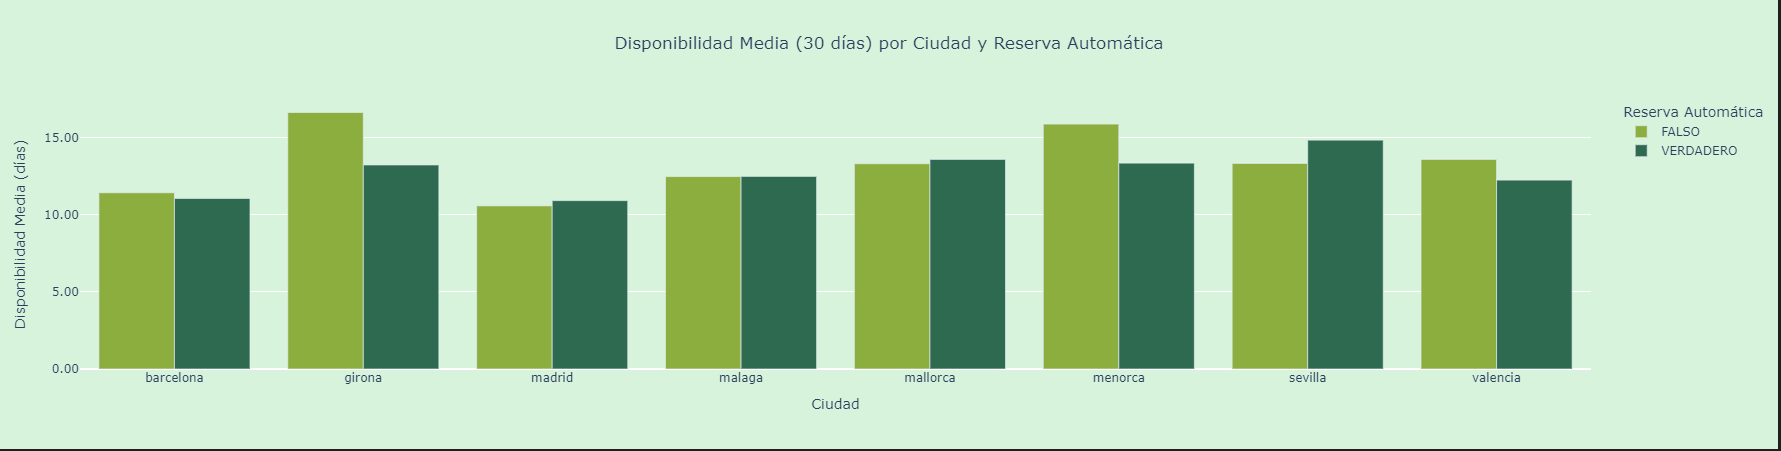 Disponibilidad Media (30 días) por Ciudad y Reserva Automática
Reserva Automática
FALSO
VERDADERO
Disponibilidad Media (días)
15.00
10.00
5.00
0.00
barcelona
girona
madrid
malaga
mallorca
menorca
sevilla
valencia
Ciudad